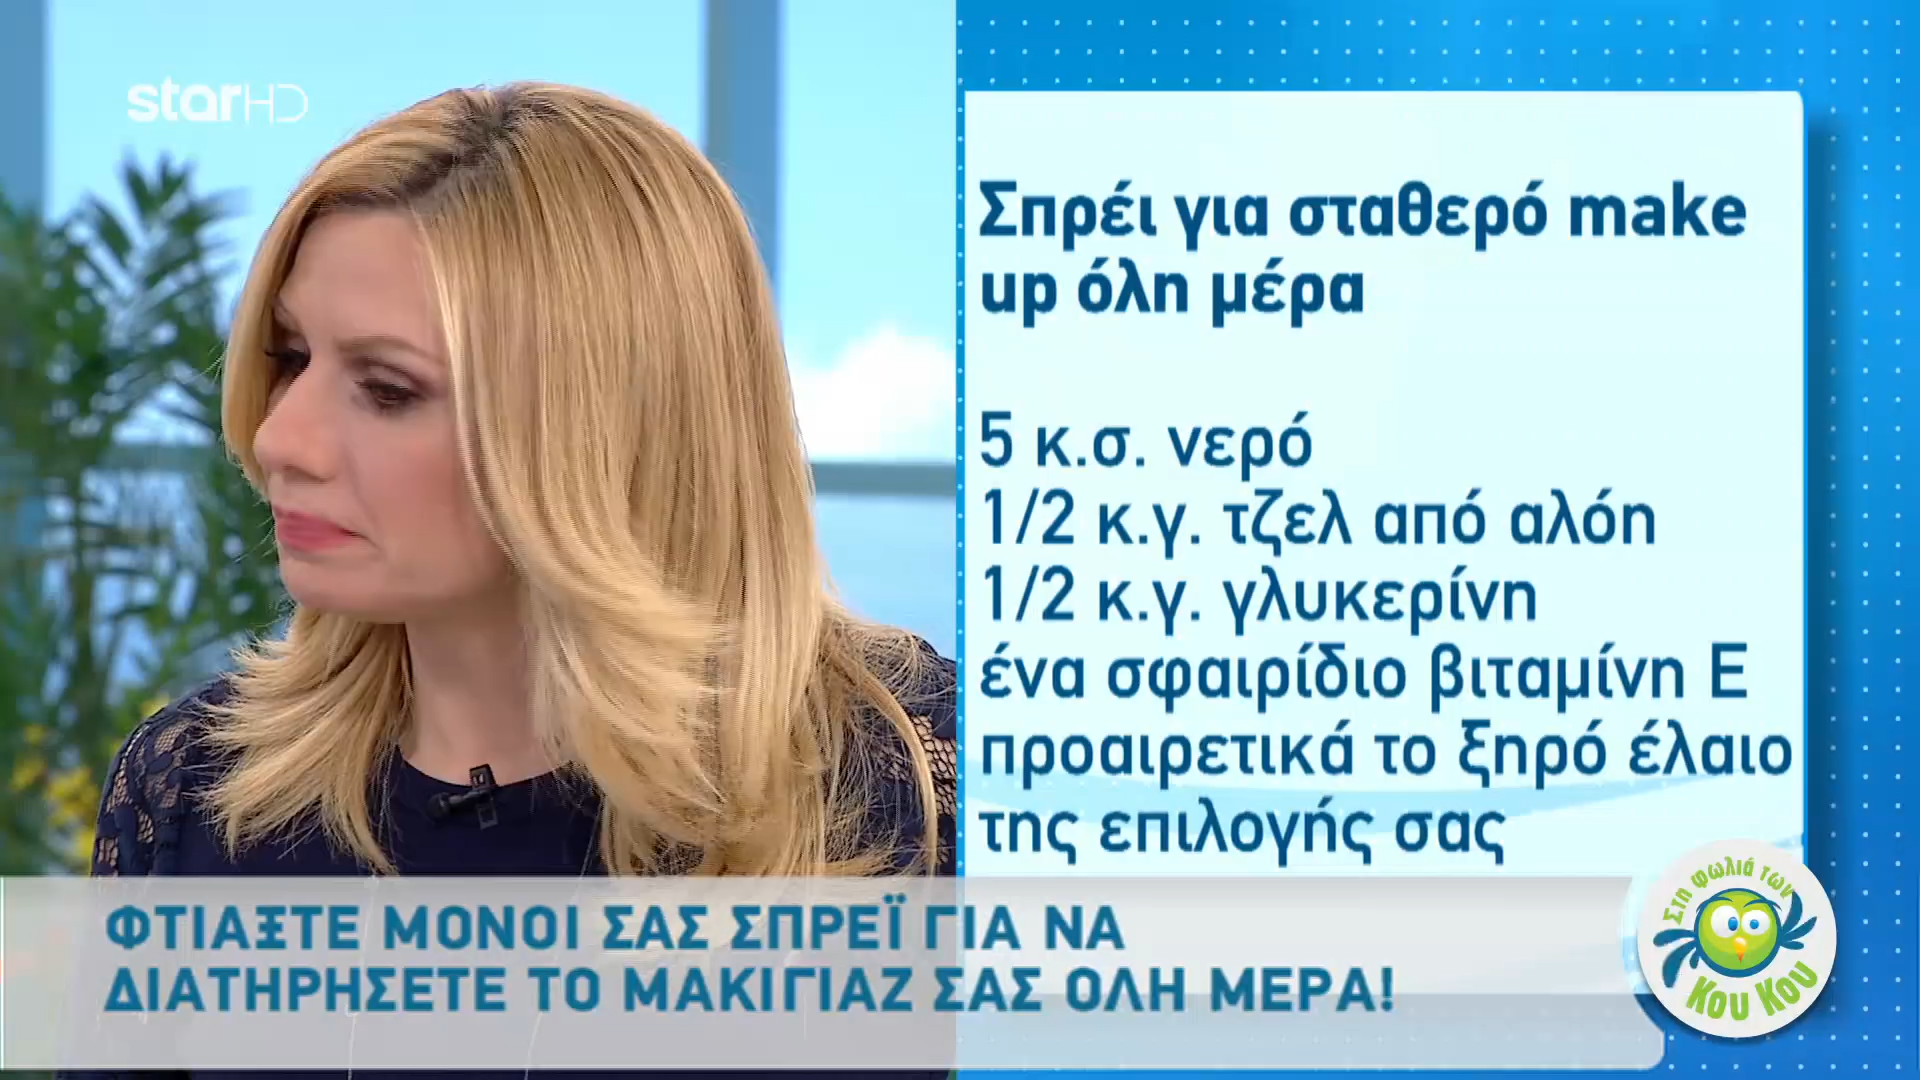 starHD
Σπρέι για σταθερό make
up όλη μέρα
5 κ.σ. νερό
1/2 κ.γ. τζελ από αλόη
1/2 κ.γ. γλυκερίνη
ένα σφαιρίδιο βιταμίνη Ε
προαιρετικά το ξηρό έλαιο
της επιλογής σας
ΦΤΙΑΞΤΕ ΜΟΝΟΙ ΣΑΣ ΣΠΡΕΪ ΓΙΑ ΝΑ
ΔΙΑΤΗΡΗΣΕΤΕ ΤΟ ΜΑΚΙΓΙΑΖ ΣΑΣ ΟΛΗ ΜΕΡΑ!
Στη φωλιά των
Κου Κου